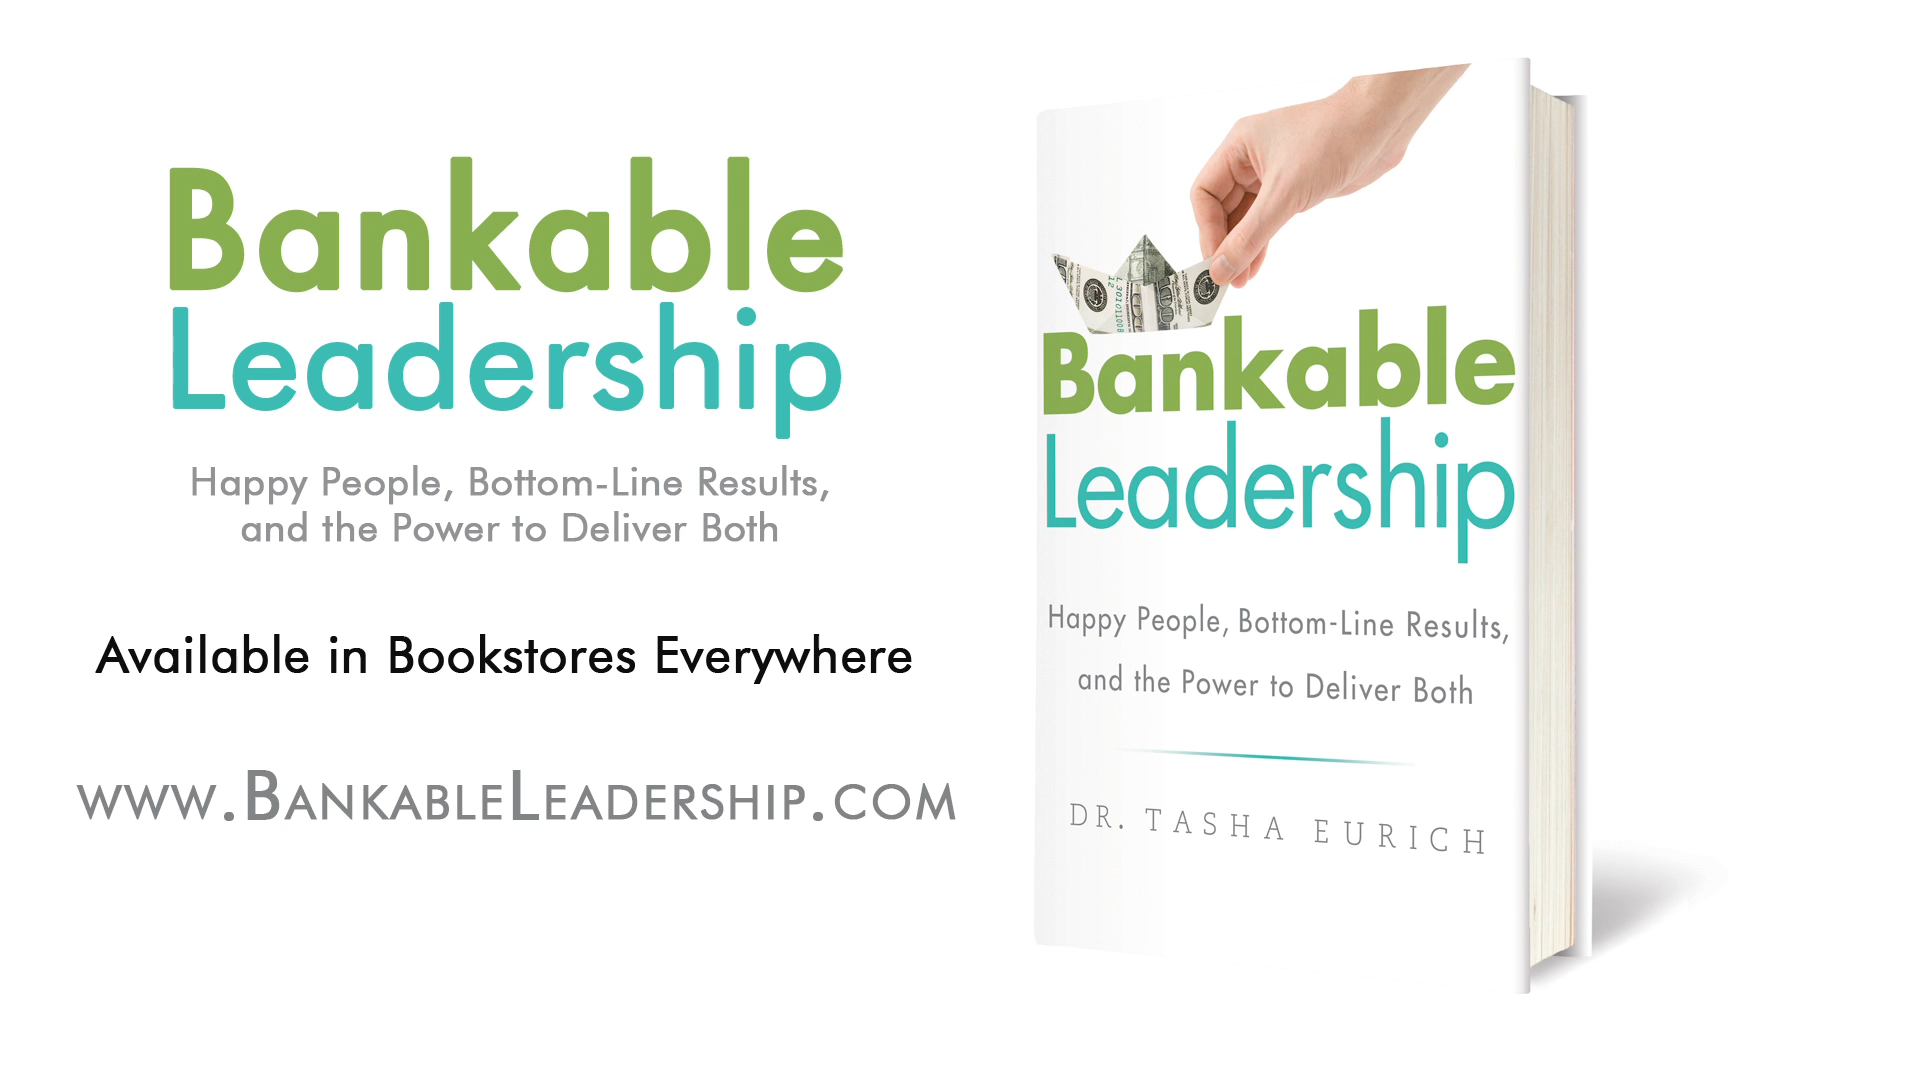 Bankable
Leadership
Happy People, Bottom-Line Results,
and the Power to Deliver Both
Available in Bookstores Everywhere
www.BankableLeadership.com
Bankable
Leadership
Happy People, Bottom-Line Results,
and the Power to Deliver Both
DR. TASHA EURICH